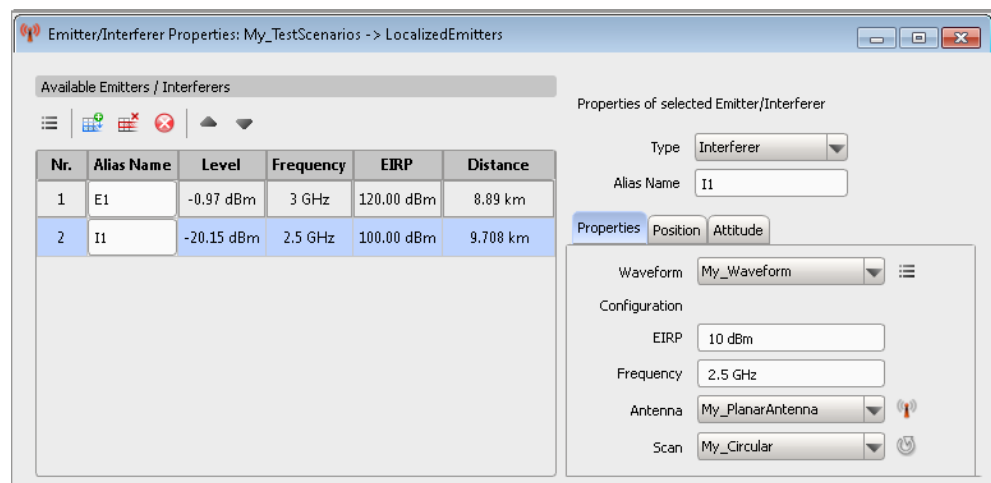 Emitter/Interferer Properties: My_TestScenarios -> LocalizedEmitters
Available Emitters / Interferers
Nr. Alias Name Level Frequency EIRP Distance
1 E1 -0.97 dBm 3 GHz 120.00 dBm 8.89 km
2 I1 -20.15 dBm 2.5 GHz 100.00 dBm 9.708 km
Properties of selected Emitter/Interferer
Type Interferer
Alias Name I1
Properties Position Attitude
Waveform My_Waveform
Configuration
EIRP 10 dBm
Frequency 2.5 GHz
Antenna My_PlanarAntenna
Scan My_Circular